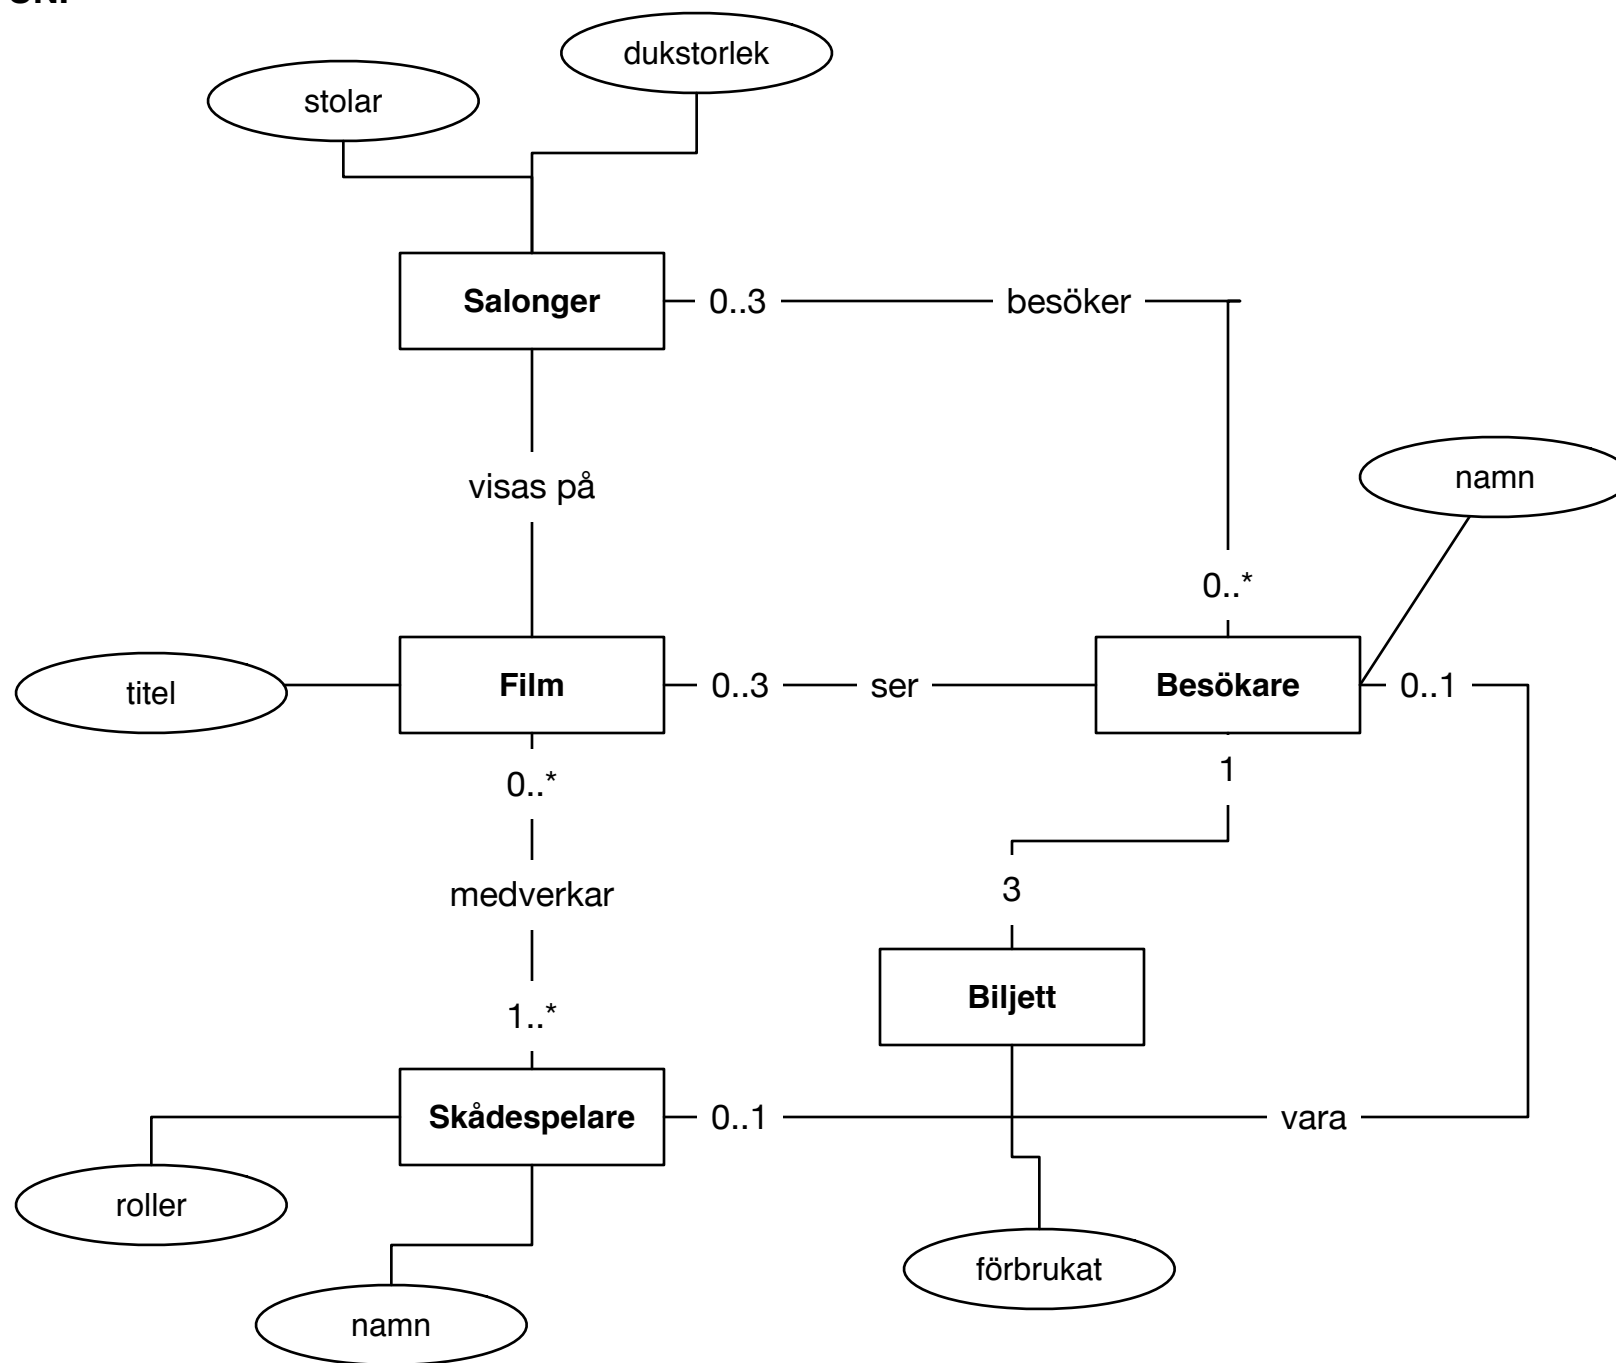 dukstorlek
stolar
Salonger
0..3
besöker
visas på
namn
0..*
titel
Film
0..3
ser
Besökare
0..1
0..*
1
medverkar
3
Biljett
1..*
Skådespelare
0..1
vara
roller
förbrukat
namn